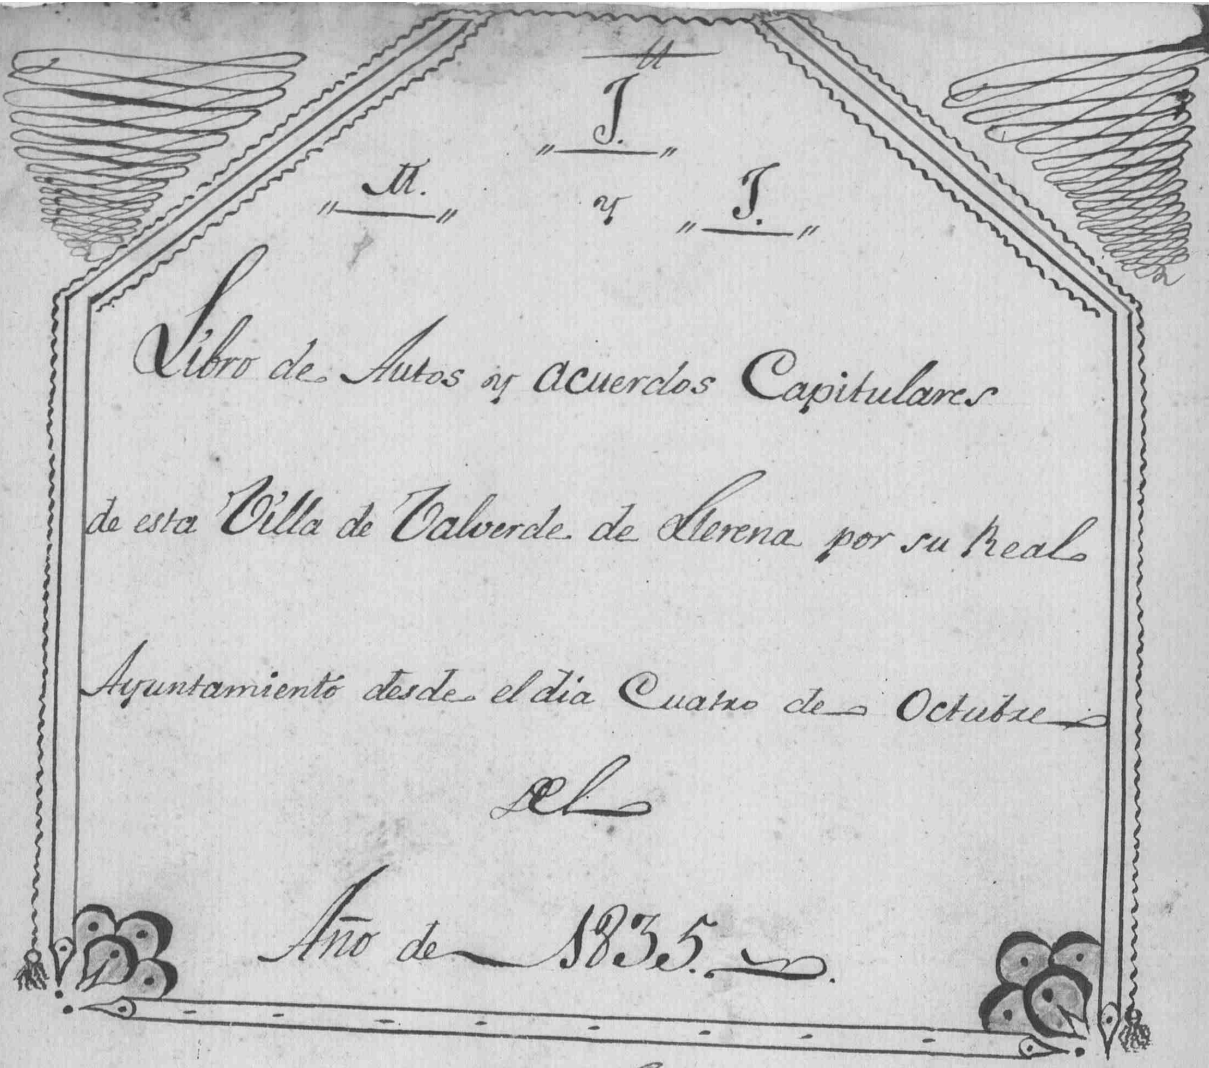 J.
M. y J.
Libro de Autos y acuerdos Capitulares
de esta Villa de Valverde de Llerena por su Real
Ayuntamiento desde el dia Cuatro de Octubre
del
Año de 1835.